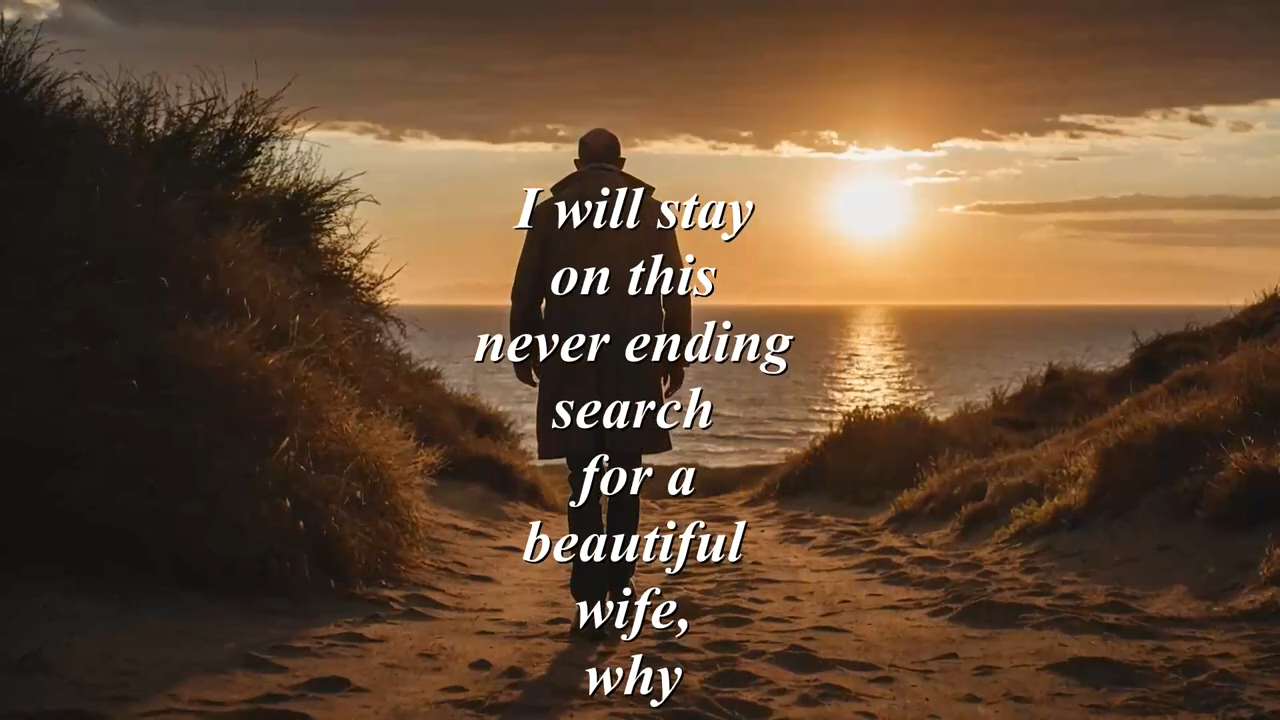 I will stay
on this
never ending
search
for a
beautiful
wife,
why